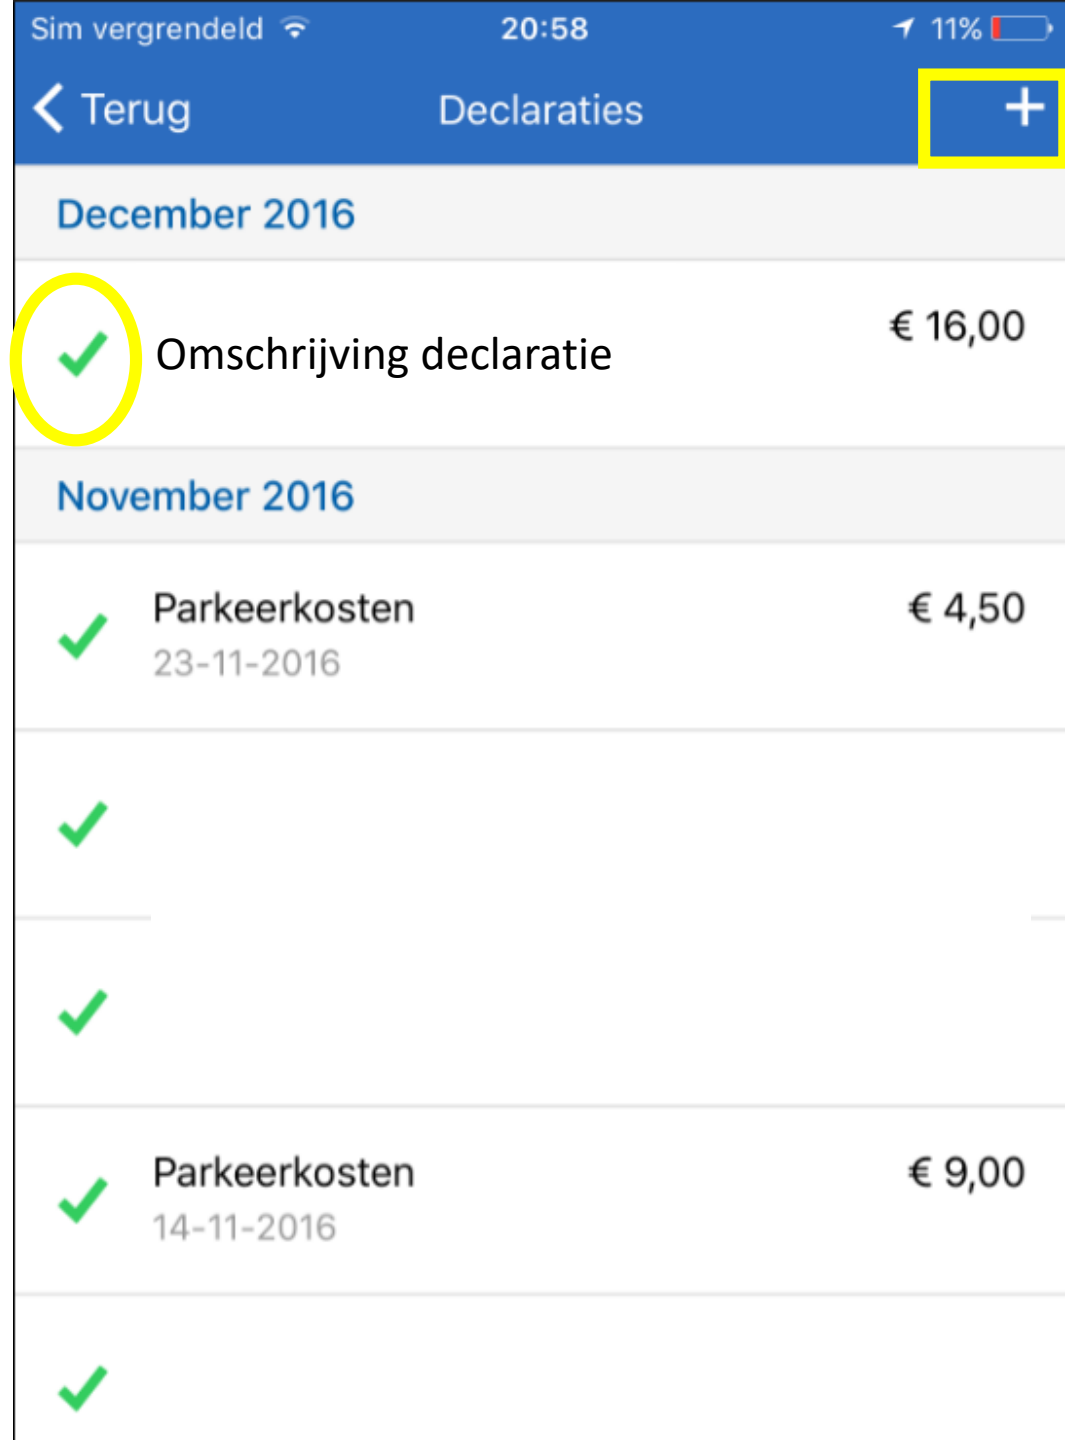 Sim vergrendeld 20:58 11%
Terug Declaraties +
December 2016
Omschrijving declaratie € 16,00
November 2016
Parkeerkosten € 4,50
23-11-2016
Parkeerkosten € 9,00
14-11-2016